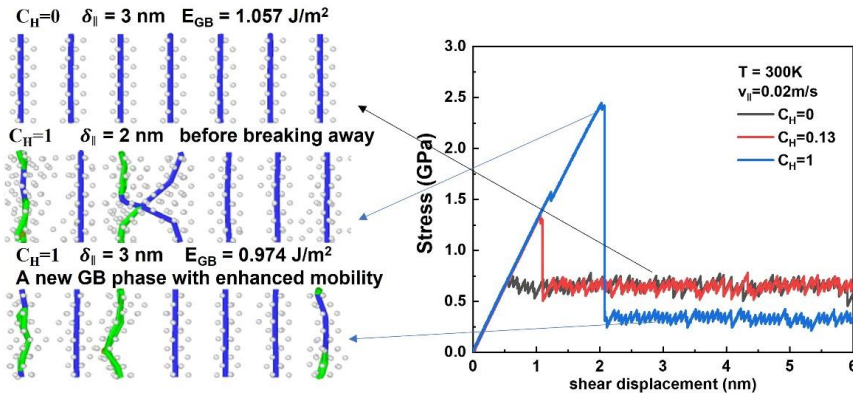 C_H=0 δ_∥ = 3 nm E_GB = 1.057 J/m²
C_H=1 δ_∥ = 2 nm before breaking away
C_H=1 δ_∥ = 3 nm E_GB = 0.974 J/m²
A new GB phase with enhanced mobility
Stress (GPa)
3.0
2.5
2.0
1.5
1.0
0.5
0.0
T = 300K
v_∥=0.02m/s
C_H=0
C_H=0.13
C_H=1
0 1 2 3 4 5 6
shear displacement (nm)